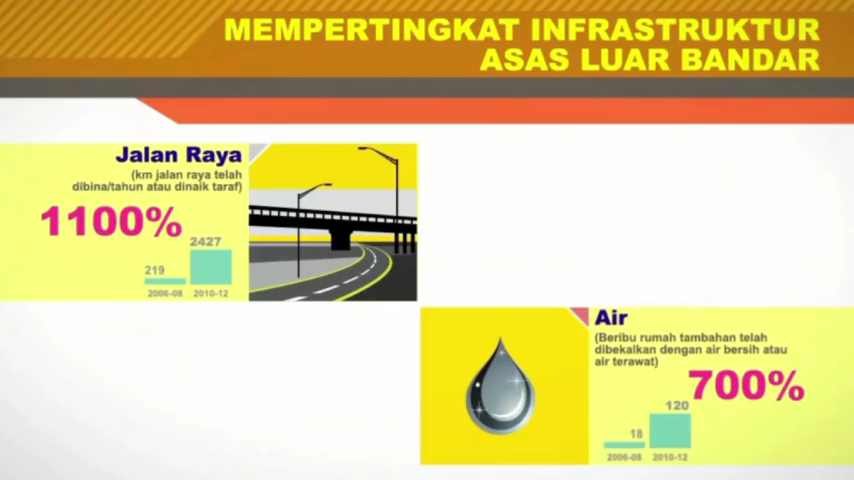 MEMPERTINGKAT INFRASTRUKTUR
ASAS LUAR BANDAR
Jalan Raya
(km jalan raya telah
dibina/tahun atau dinaik taraf)
1100%
2427
219
2006-08 2010-12
Air
(Beribu rumah tambahan telah
dibekalkan dengan air bersih atau
air terawat)
700%
120
18
2006-08 2010-12